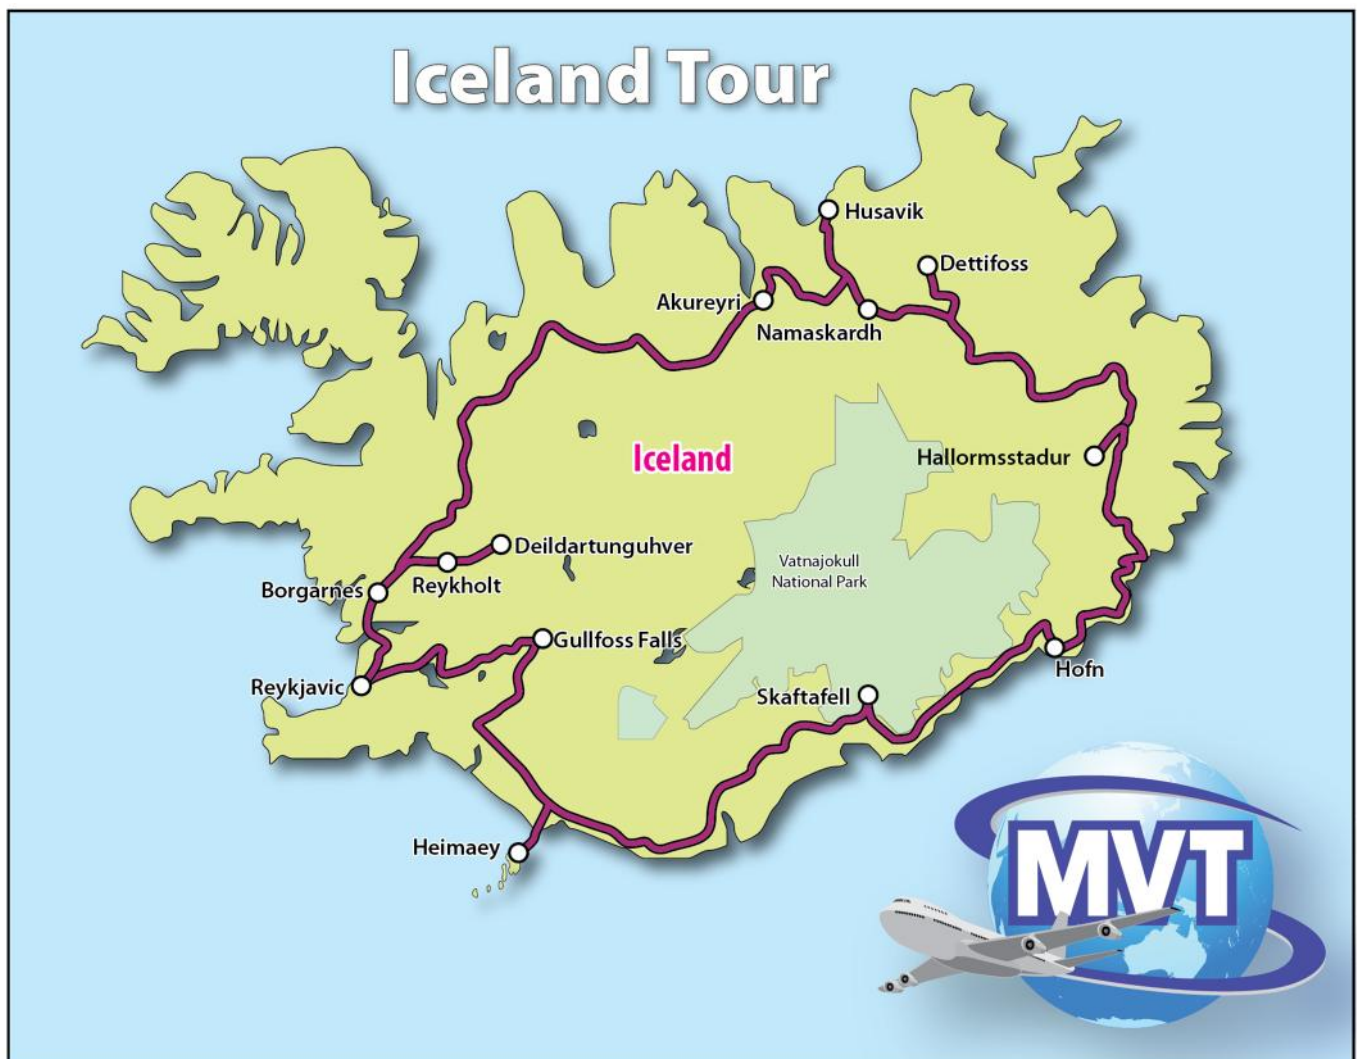 Iceland Tour
Husavik
Dettifoss
Akureyri
Namaskardh
Iceland
Hallormsstadur
Deildartunguhver
Vatnajokull
National Park
Reykholt
Borgarnes
Gullfoss Falls
Hofn
Reykjavic
Skaftafell
Heimaey
MVT